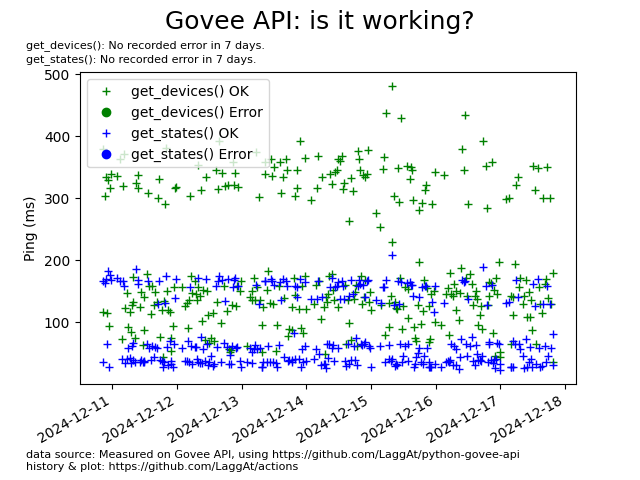 Govee API: is it working?
get_devices(): No recorded error in 7 days.
get_states(): No recorded error in 7 days.
500
400
300
200
100
Ping (ms)
get_devices() OK
get_devices() Error
get_states() OK
get_states() Error
2024-12-11
2024-12-12
2024-12-13
2024-12-14
2024-12-15
2024-12-16
2024-12-17
2024-12-18
data source: Measured on Govee API, using https://github.com/LaggAt/python-govee-api
history & plot: https://github.com/LaggAt/actions